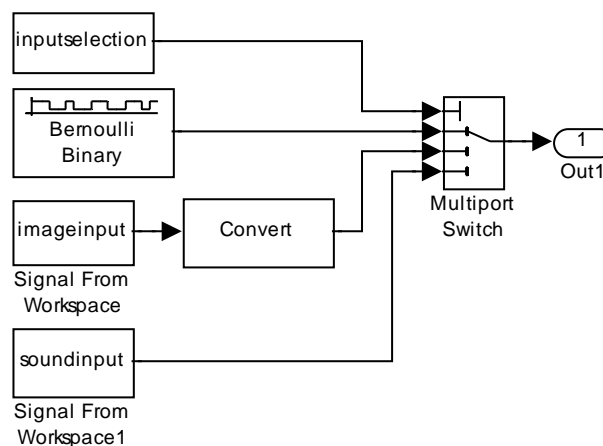 inputselection
Bernoulli
Binary
imageinput
Convert
Signal From
Workspace
soundinput
Signal From
Workspace1
Multiport
Switch
1
Out1